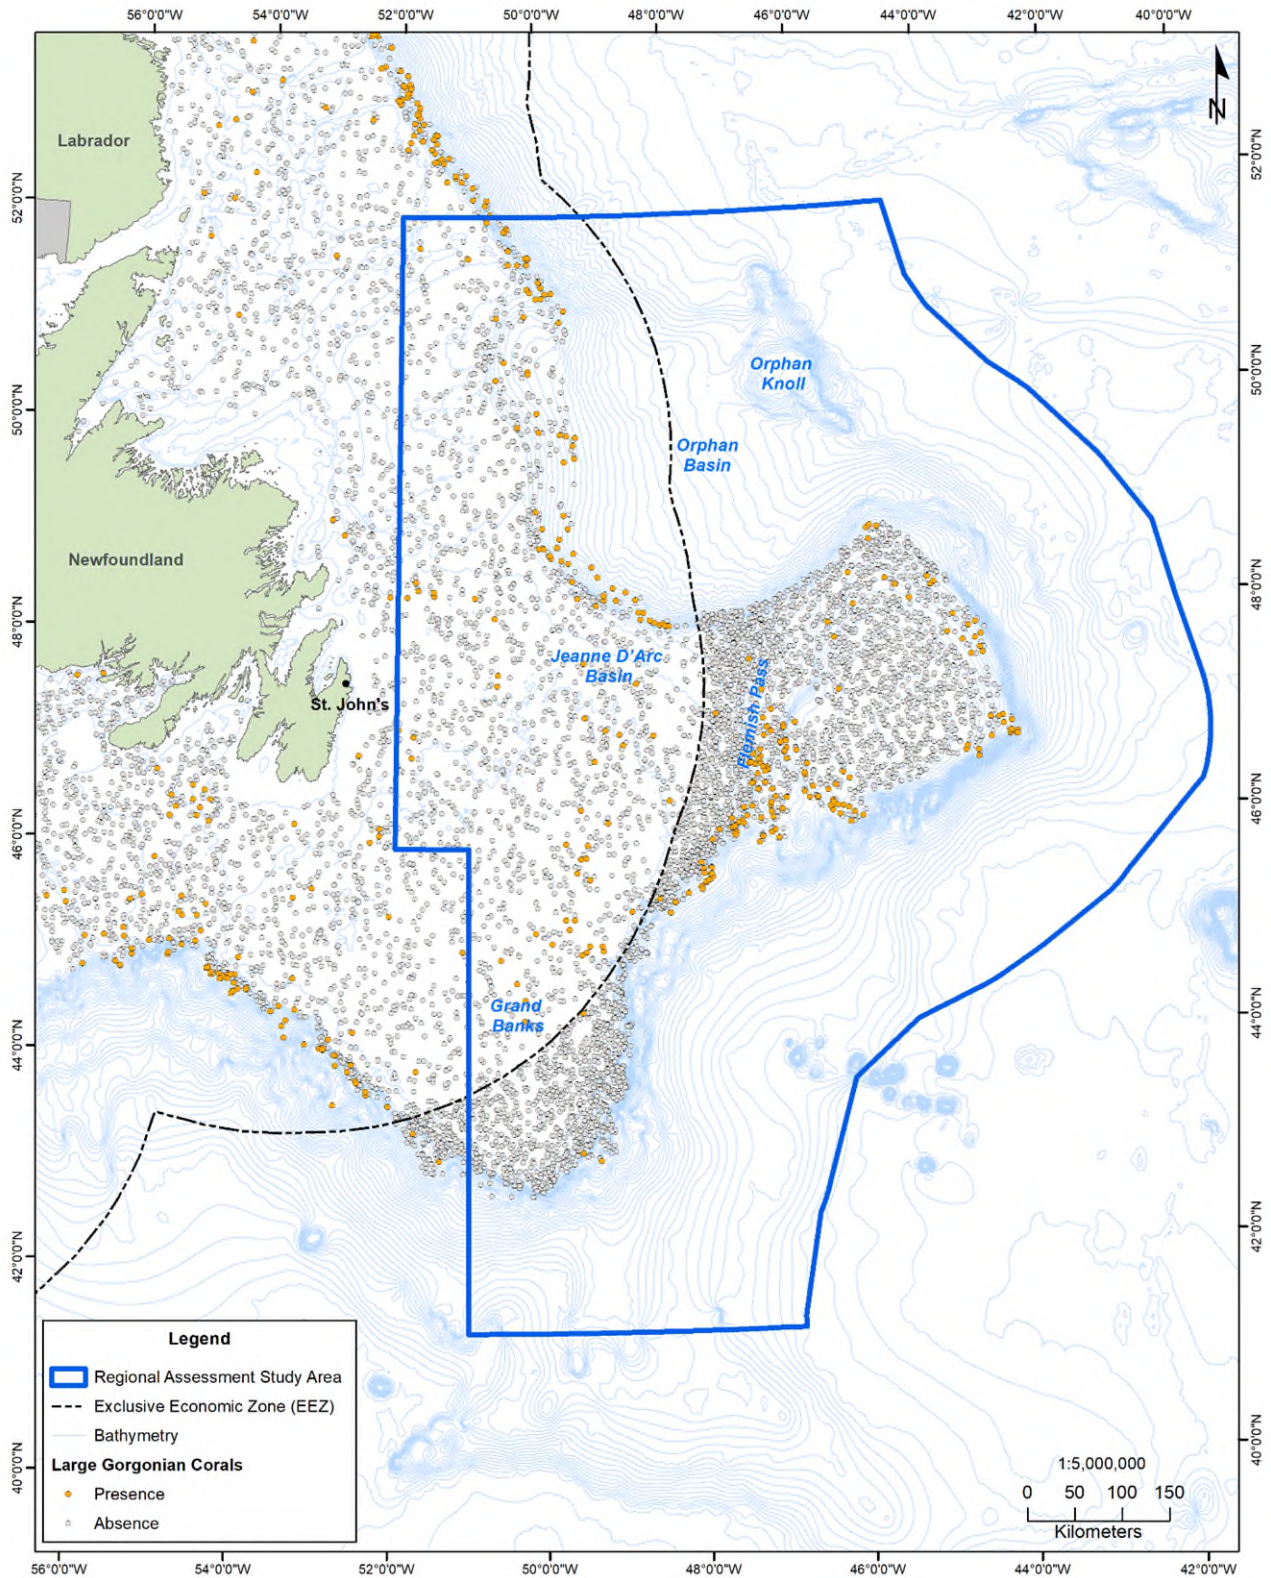 56°0'0"W 54°0'0"W 52°0'0"W 50°0'0"W 48°0'0"W 46°0'0"W 44°0'0"W 42°0'0"W 40°0'0"W
N
Labrador
52°0'0"N
52°0'0"N
Orphan
Knoll
50°0'0"N
50°0'0"N
Orphan
Basin
Newfoundland
48°0'0"N
48°0'0"N
Jeanne D'Arc
Basin
Flemish Pass
St. John's
46°0'0"N
46°0'0"N
Grand
Banks
44°0'0"N
44°0'0"N
42°0'0"N
42°0'0"N
Legend
Regional Assessment Study Area
Exclusive Economic Zone (EEZ)
Bathymetry
Large Gorgonian Corals
Presence
Absence
40°0'0"N
40°0'0"N
1:5,000,000
0 50 100 150
Kilometers
56°0'0"W 54°0'0"W 52°0'0"W 50°0'0"W 48°0'0"W 46°0'0"W 44°0'0"W 42°0'0"W